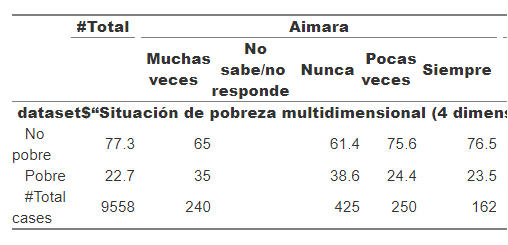 #Total Aimara
Muchas veces No sabe/no responde Nunca Pocas veces Siempre
dataset$“Situación de pobreza multidimensional (4 dimens
No pobre 77.3 65 61.4 75.6 76.5
Pobre 22.7 35 38.6 24.4 23.5
#Total cases 9558 240 425 250 162